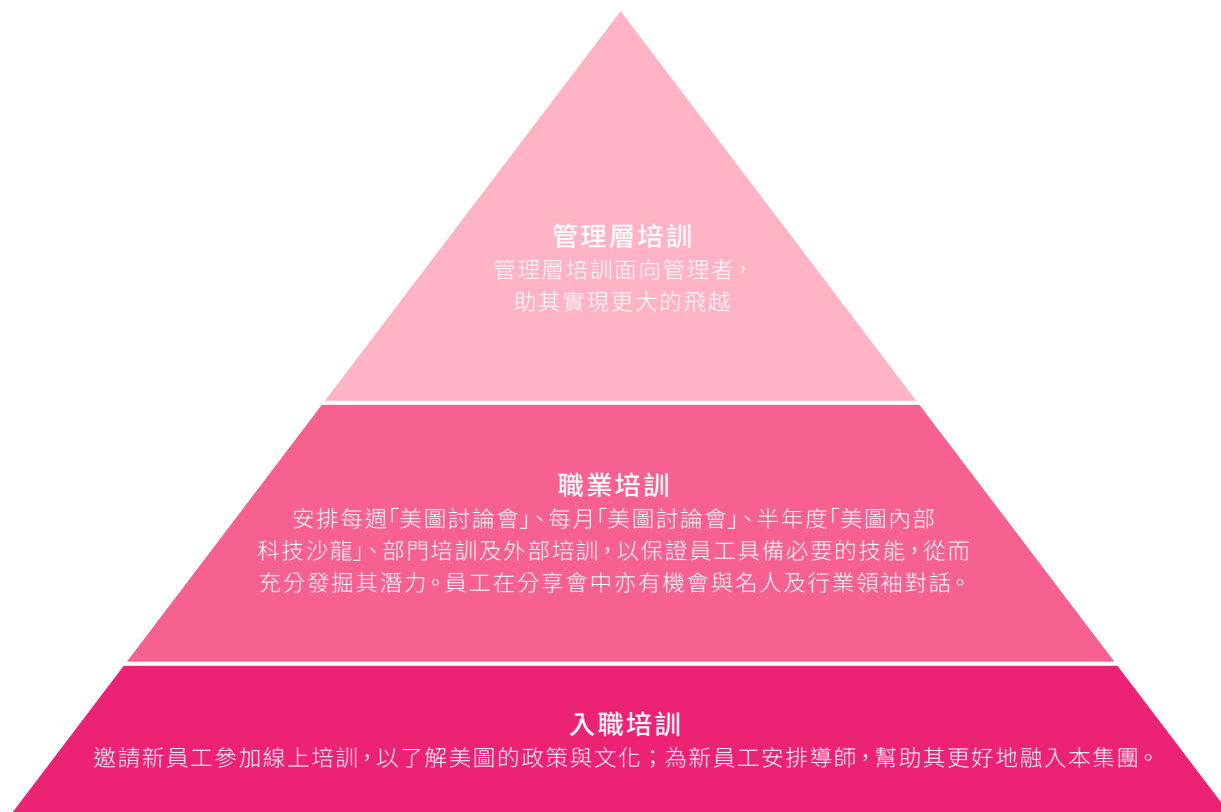 管理層培訓
管理層培訓面向管理者，
助其實現更大的飛越
職業培訓
安排每週「美圖討論會」、每月「美圖討論會」、半年度「美圖內部
科技沙龍」、部門培訓及外部培訓，以保證員工具備必要的技能，從而
充分發掘其潛力。員工在分享會中亦有機會與名人及行業領袖對話。
入職培訓
邀請新員工參加線上培訓，以了解美圖的政策與文化；為新員工安排導師，幫助其更好地融入本集團。